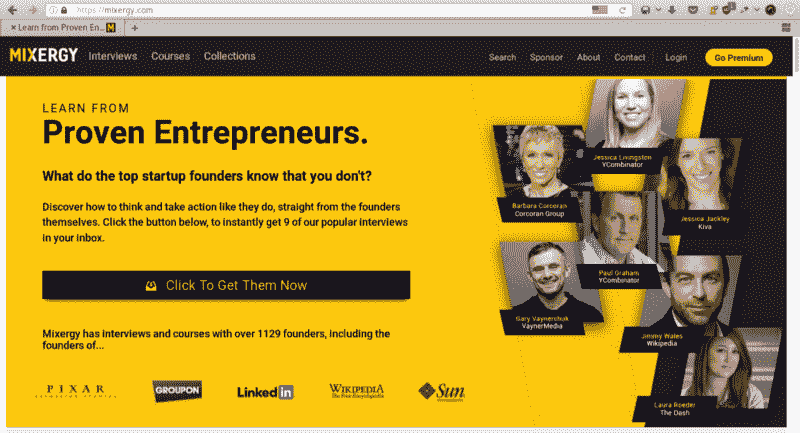 https://mixergy.com
Learn from Proven En...
MIXERGY
Interviews Courses Collections
Search Sponsor About Contact Login Go Premium
LEARN FROM
Proven Entrepreneurs.
What do the top startup founders know that you don't?
Discover how to think and take action like they do, straight from the founders
themselves. Click the button below, to instantly get 9 of our popular interviews
in your inbox.
Click To Get Them Now
Mixergy has interviews and courses with over 1129 founders, including the
founders of...
PIXAR
GROUPON
LinkedIn
WIKIPEDIA
The Free Encyclopedia
Sun
Jessica Livingston
YCombinator
Barbara Corcoran
Corcoran Group
Jessica Jackley
Kiva
Paul Graham
YCombinator
Gary Vaynerchuk
VaynerMedia
Jimmy Wales
Wikipedia
Laura Roeder
The Dash